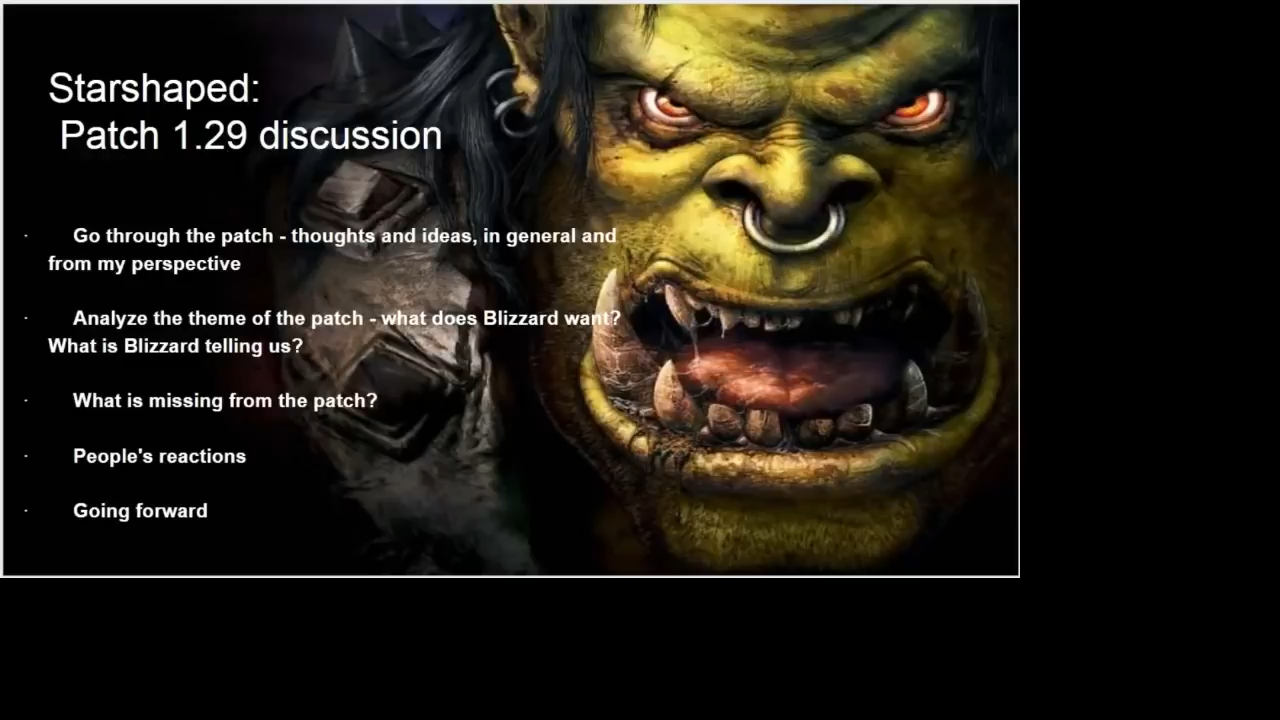 Starshaped:
Patch 1.29 discussion
· Go through the patch - thoughts and ideas, in general and
from my perspective
· Analyze the theme of the patch - what does Blizzard want?
What is Blizzard telling us?
· What is missing from the patch?
· People's reactions
· Going forward